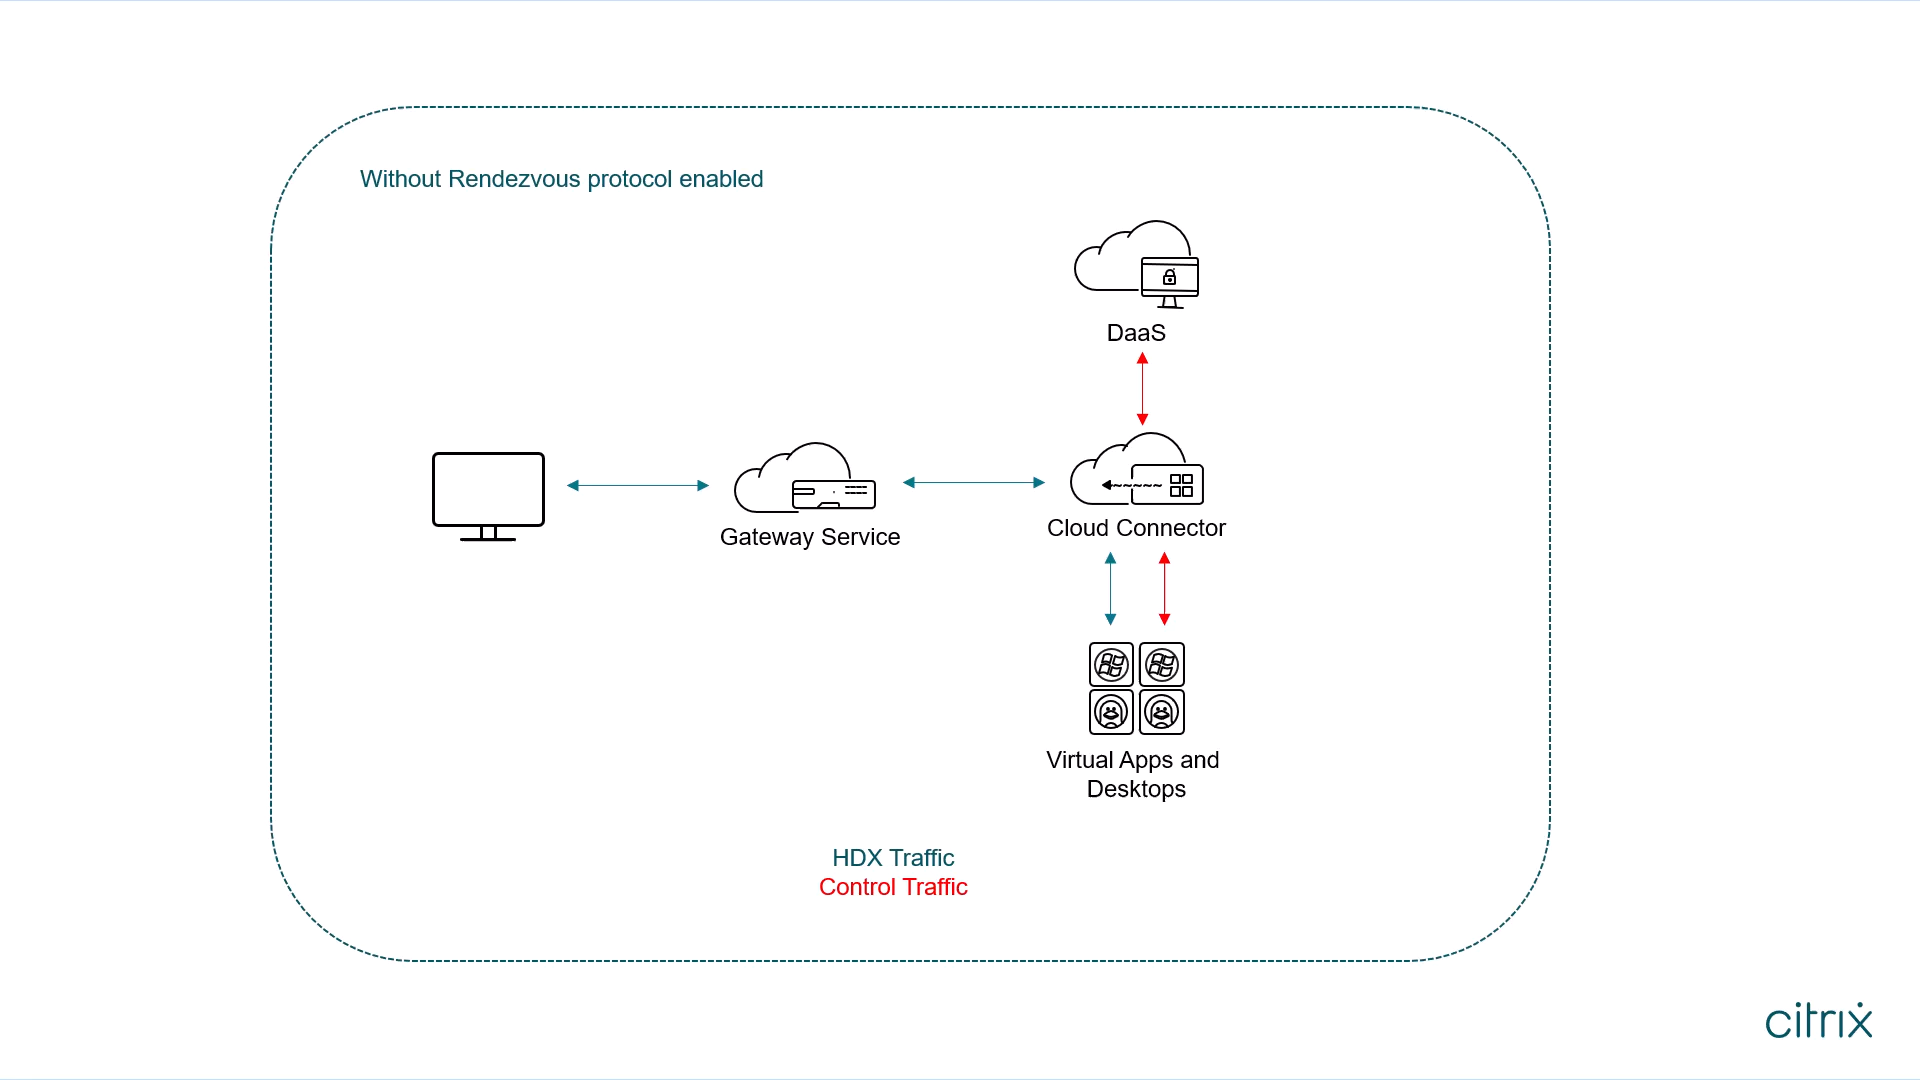 Without Rendezvous protocol enabled
DaaS
Gateway Service
Cloud Connector
Virtual Apps and
Desktops
HDX Traffic
Control Traffic
citrix